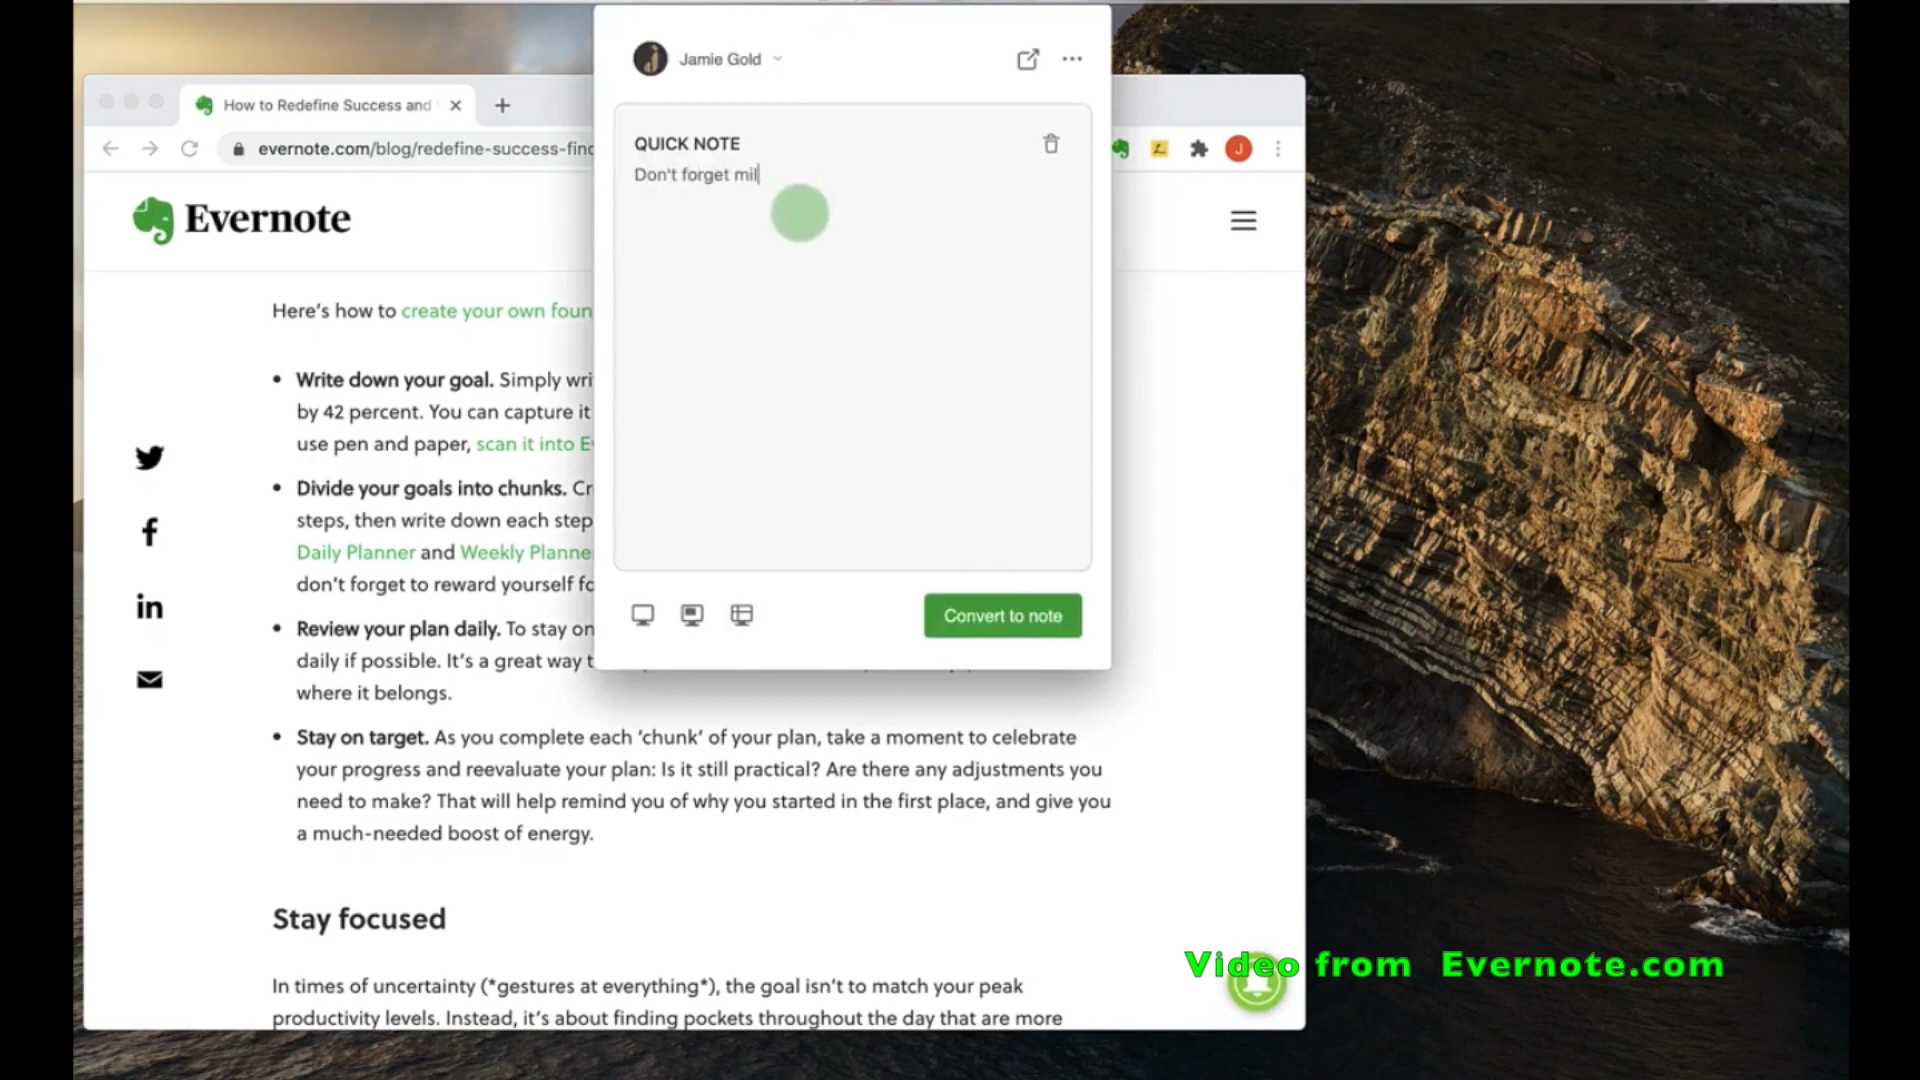 Jamie Gold
How to Redefine Success and
evernote.com/blog/redefine-success-find
J
QUICK NOTE
Don't forget mil
Evernote
Here's how to create your own foun
• Write down your goal. Simply wri
by 42 percent. You can capture it
use pen and paper, scan it into E
• Divide your goals into chunks. Cr
steps, then write down each step
Daily Planner and Weekly Planne
don't forget to reward yourself fo
Convert to note
• Review your plan daily. To stay on
daily if possible. It's a great way t
where it belongs.
• Stay on target. As you complete each 'chunk' of your plan, take a moment to celebrate
your progress and reevaluate your plan: Is it still practical? Are there any adjustments you
need to make? That will help remind you of why you started in the first place, and give you
a much-needed boost of energy.
Stay focused
Video from Evernote.com
In times of uncertainty (*gestures at everything*), the goal isn't to match your peak
productivity levels. Instead, it's about finding pockets throughout the day that are more